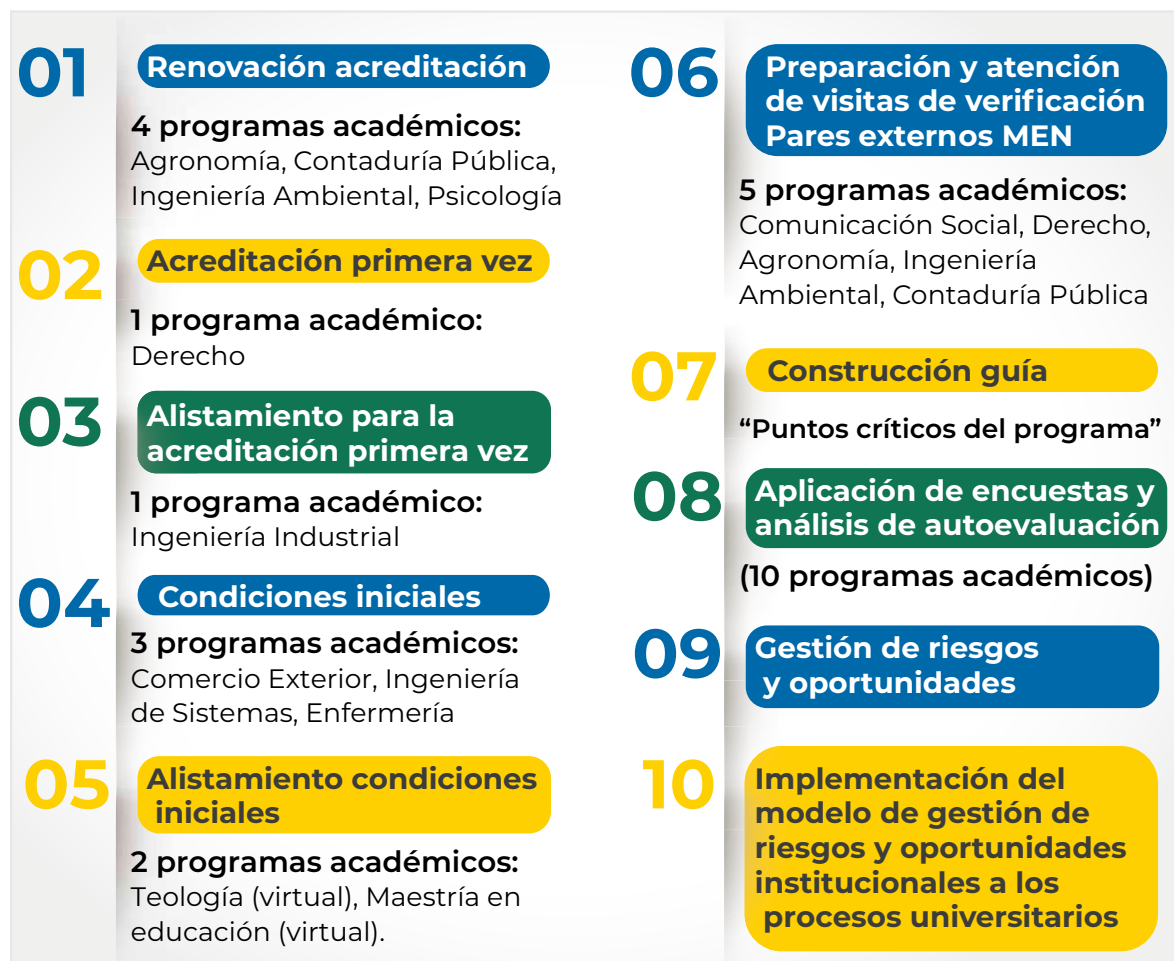 01
Renovación acreditación
4 programas académicos:
Agronomía, Contaduría Pública,
Ingeniería Ambiental, Psicología
02
Acreditación primera vez
1 programa académico:
Derecho
03
Alistamiento para la
acreditación primera vez
1 programa académico:
Ingeniería Industrial
04
Condiciones iniciales
3 programas académicos:
Comercio Exterior, Ingeniería
de Sistemas, Enfermería
05
Alistamiento condiciones
iniciales
2 programas académicos:
Teología (virtual), Maestría en
educación (virtual).
06
Preparación y atención
de visitas de verificación
Pares externos MEN
5 programas académicos:
Comunicación Social, Derecho,
Agronomía, Ingeniería
Ambiental, Contaduría Pública
07
Construcción guía
“Puntos críticos del programa”
08
Aplicación de encuestas y
análisis de autoevaluación
(10 programas académicos)
09
Gestión de riesgos
y oportunidades
10
Implementación del
modelo de gestión de
riesgos y oportunidades
institucionales a los
procesos universitarios